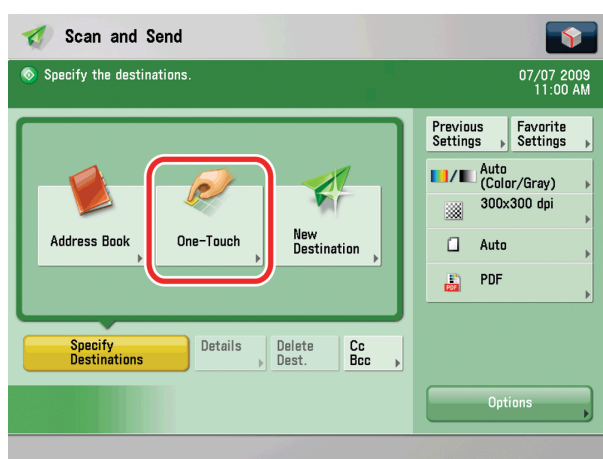 Scan and Send
Specify the destinations.
07/07 2009
11:00 AM
Previous
Settings
Favorite
Settings
Auto
(Color/Gray)
300x300 dpi
Auto
PDF
Address Book
One-Touch
New
Destination
Specify
Destinations
Details
Delete
Dest.
Cc
Bcc
Options